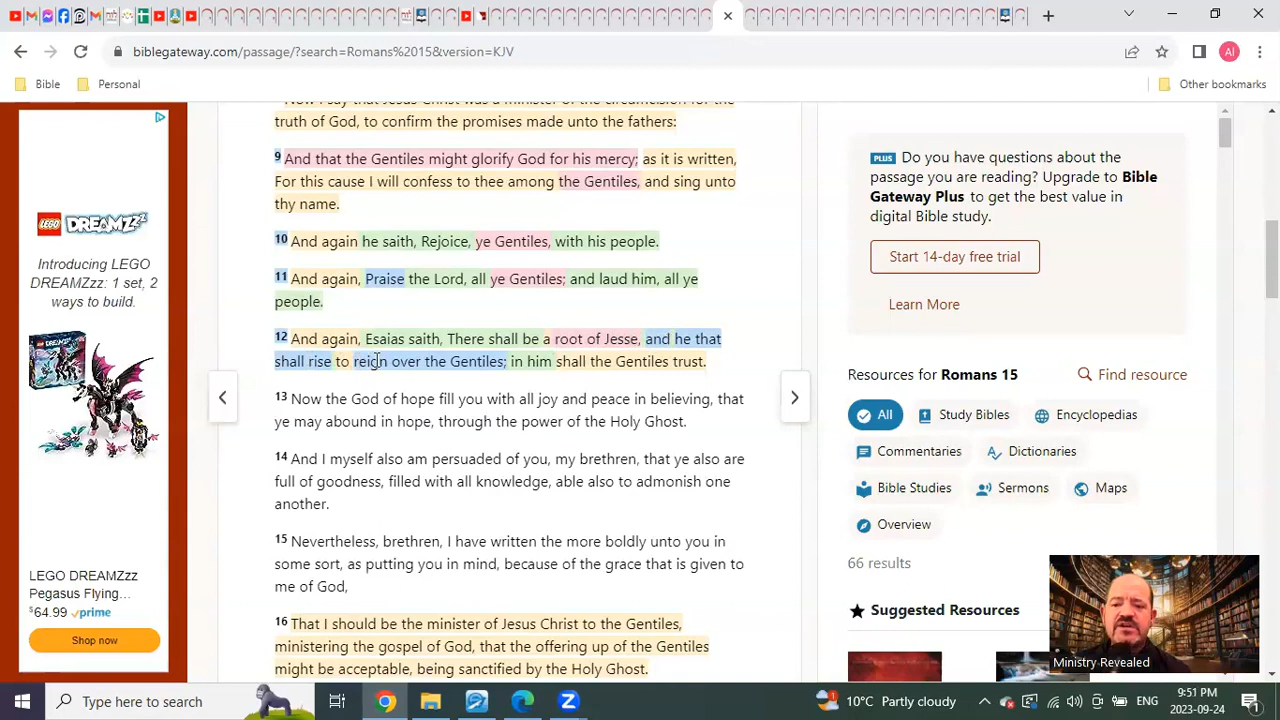 biblegateway.com/passage/?search=Romans%2015&version=KJV
AI
Bible
Personal
Other bookmarks
LEGO DREAMZzz
Introducing LEGO
DREAMZzz: 1 set, 2
ways to build.
LEGO DREAMZzz
Pegasus Flying…
$64.99 prime
Shop now
Now I say that Jesus Christ was a minister of the circumcision for the
truth of God, to confirm the promises made unto the fathers:
9 And that the Gentiles might glorify God for his mercy; as it is written,
For this cause I will confess to thee among the Gentiles, and sing unto
thy name.
10 And again he saith, Rejoice, ye Gentiles, with his people.
11 And again, Praise the Lord, all ye Gentiles; and laud him, all ye
people.
12 And again, Esaias saith, There shall be a root of Jesse, and he that
shall rise to reign over the Gentiles; in him shall the Gentiles trust.
13 Now the God of hope fill you with all joy and peace in believing, that
ye may abound in hope, through the power of the Holy Ghost.
14 And I myself also am persuaded of you, my brethren, that ye also are
full of goodness, filled with all knowledge, able also to admonish one
another.
15 Nevertheless, brethren, I have written the more boldly unto you in
some sort, as putting you in mind, because of the grace that is given to
me of God,
16 That I should be the minister of Jesus Christ to the Gentiles,
ministering the gospel of God, that the offering up of the Gentiles
might be acceptable, being sanctified by the Holy Ghost.
PLUS Do you have questions about the
passage you are reading? Upgrade to Bible
Gateway Plus to get the best value in
digital Bible study.
Start 14-day free trial
Learn More
Resources for Romans 15
Find resource
All
Study Bibles
Encyclopedias
Commentaries
Dictionaries
Bible Studies
Sermons
Maps
Overview
66 results
Suggested Resources
Ministry Revealed
Type here to search
10°C Partly cloudy
ENG
9:51 PM
2023-09-24
1